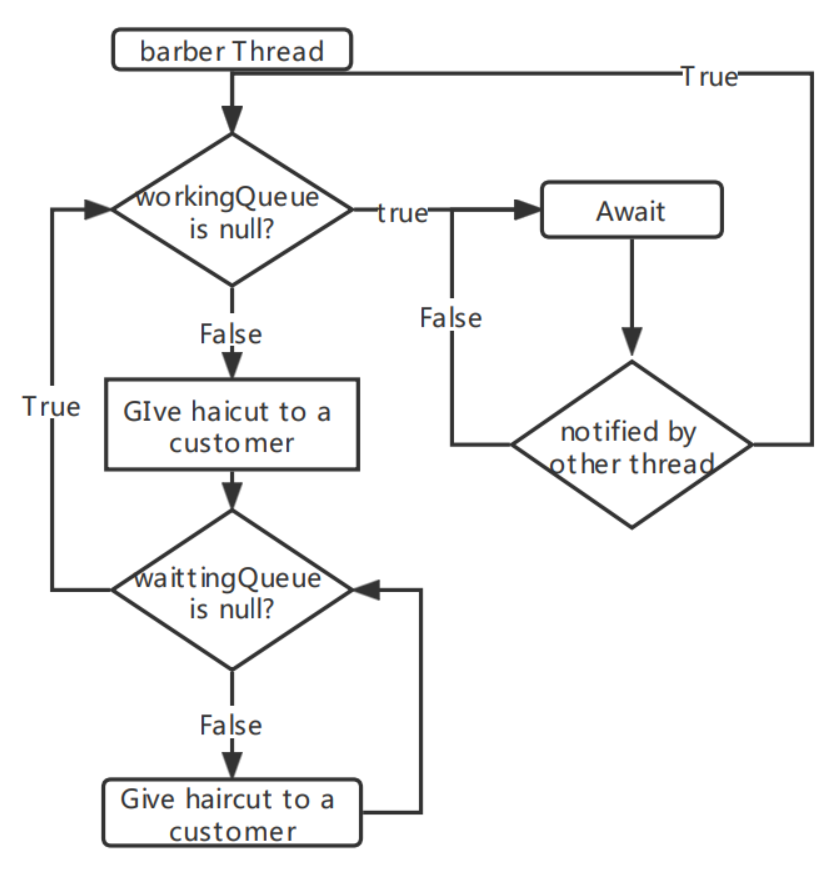 barber Thread
True
workingQueue
is null?
true
Await
False
False
True
GIve haicut to a
customer
notified by
other thread
waittingQueue
is null?
False
Give haircut to a
customer